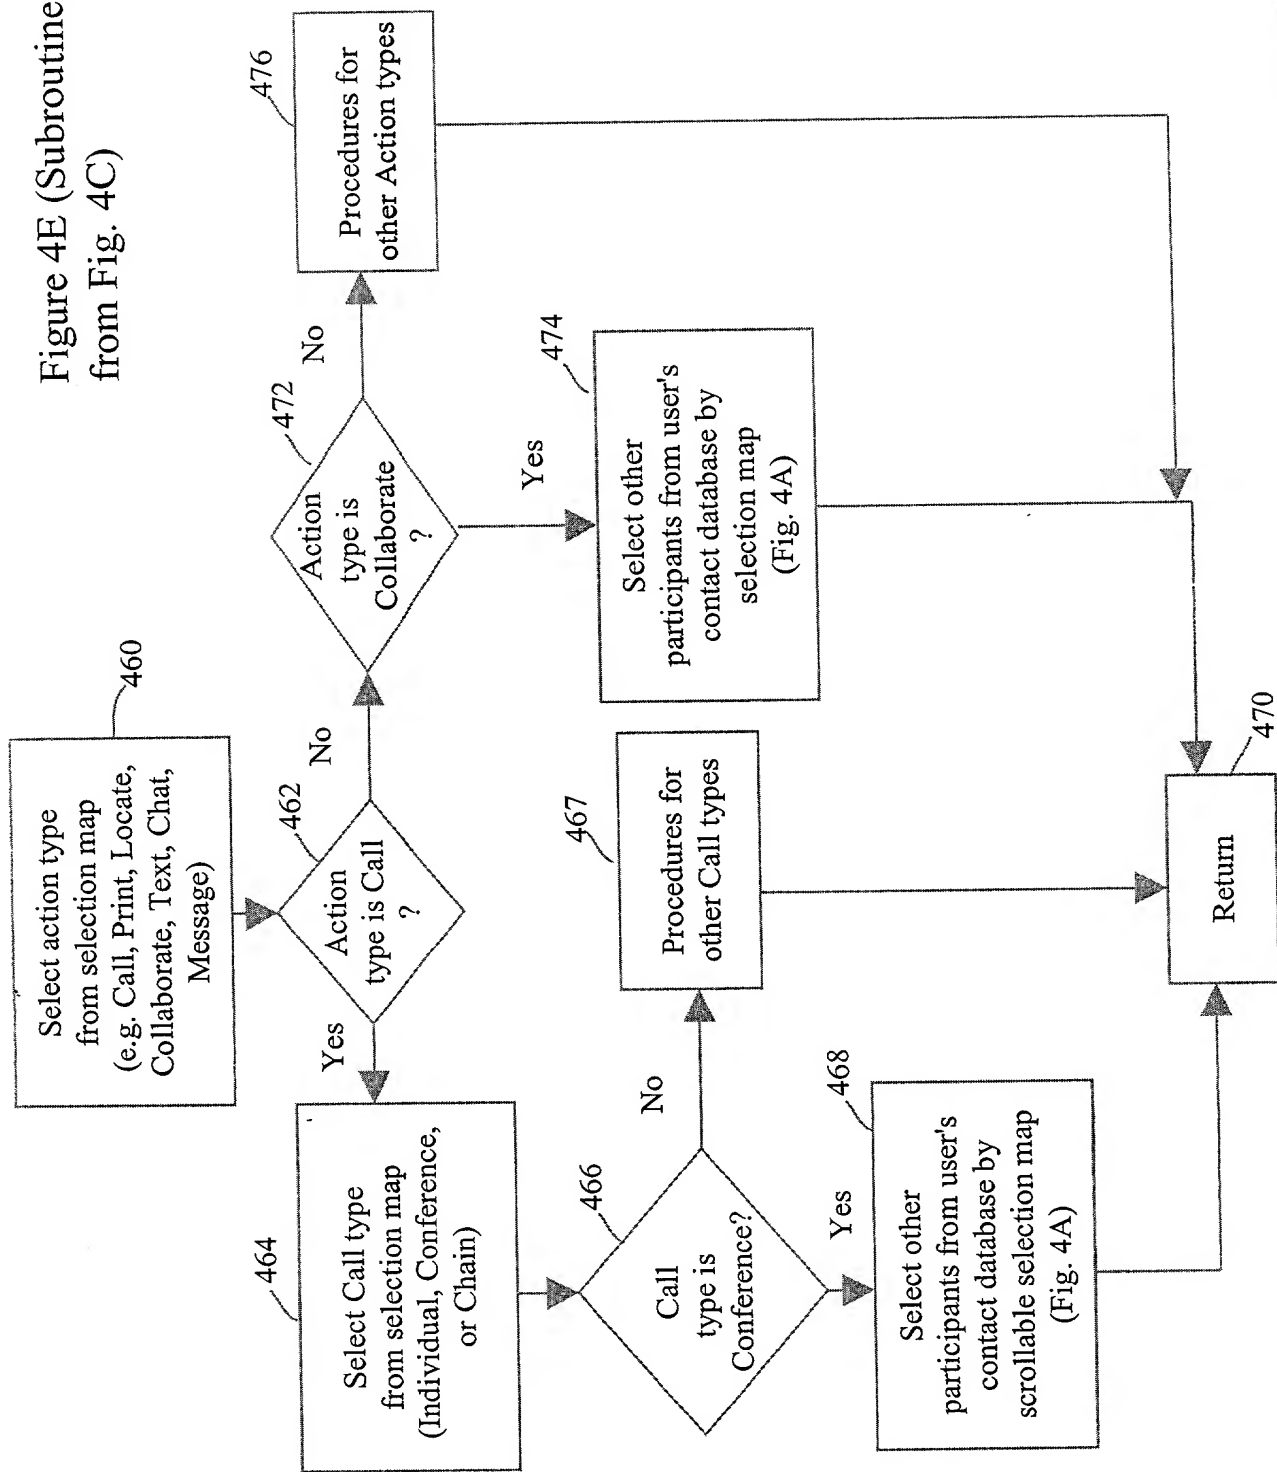 Figure 4E (Subroutine
from Fig. 4C)
460
Select action type
from selection map
(e.g. Call, Print, Locate,
Collaborate, Text, Chat,
Message)
462
Action
type is Call
?
Yes
No
464
Select Call type
from selection map
(Individual, Conference,
or Chain)
466
Call
type is
Conference?
No
Yes
467
Procedures for
other Call types
468
Select other
participants from user's
contact database by
scrollable selection map
(Fig. 4A)
472
Action
type is
Collaborate
?
No
Yes
474
Select other
participants from user's
contact database by
selection map
(Fig. 4A)
476
Procedures for
other Action types
470
Return